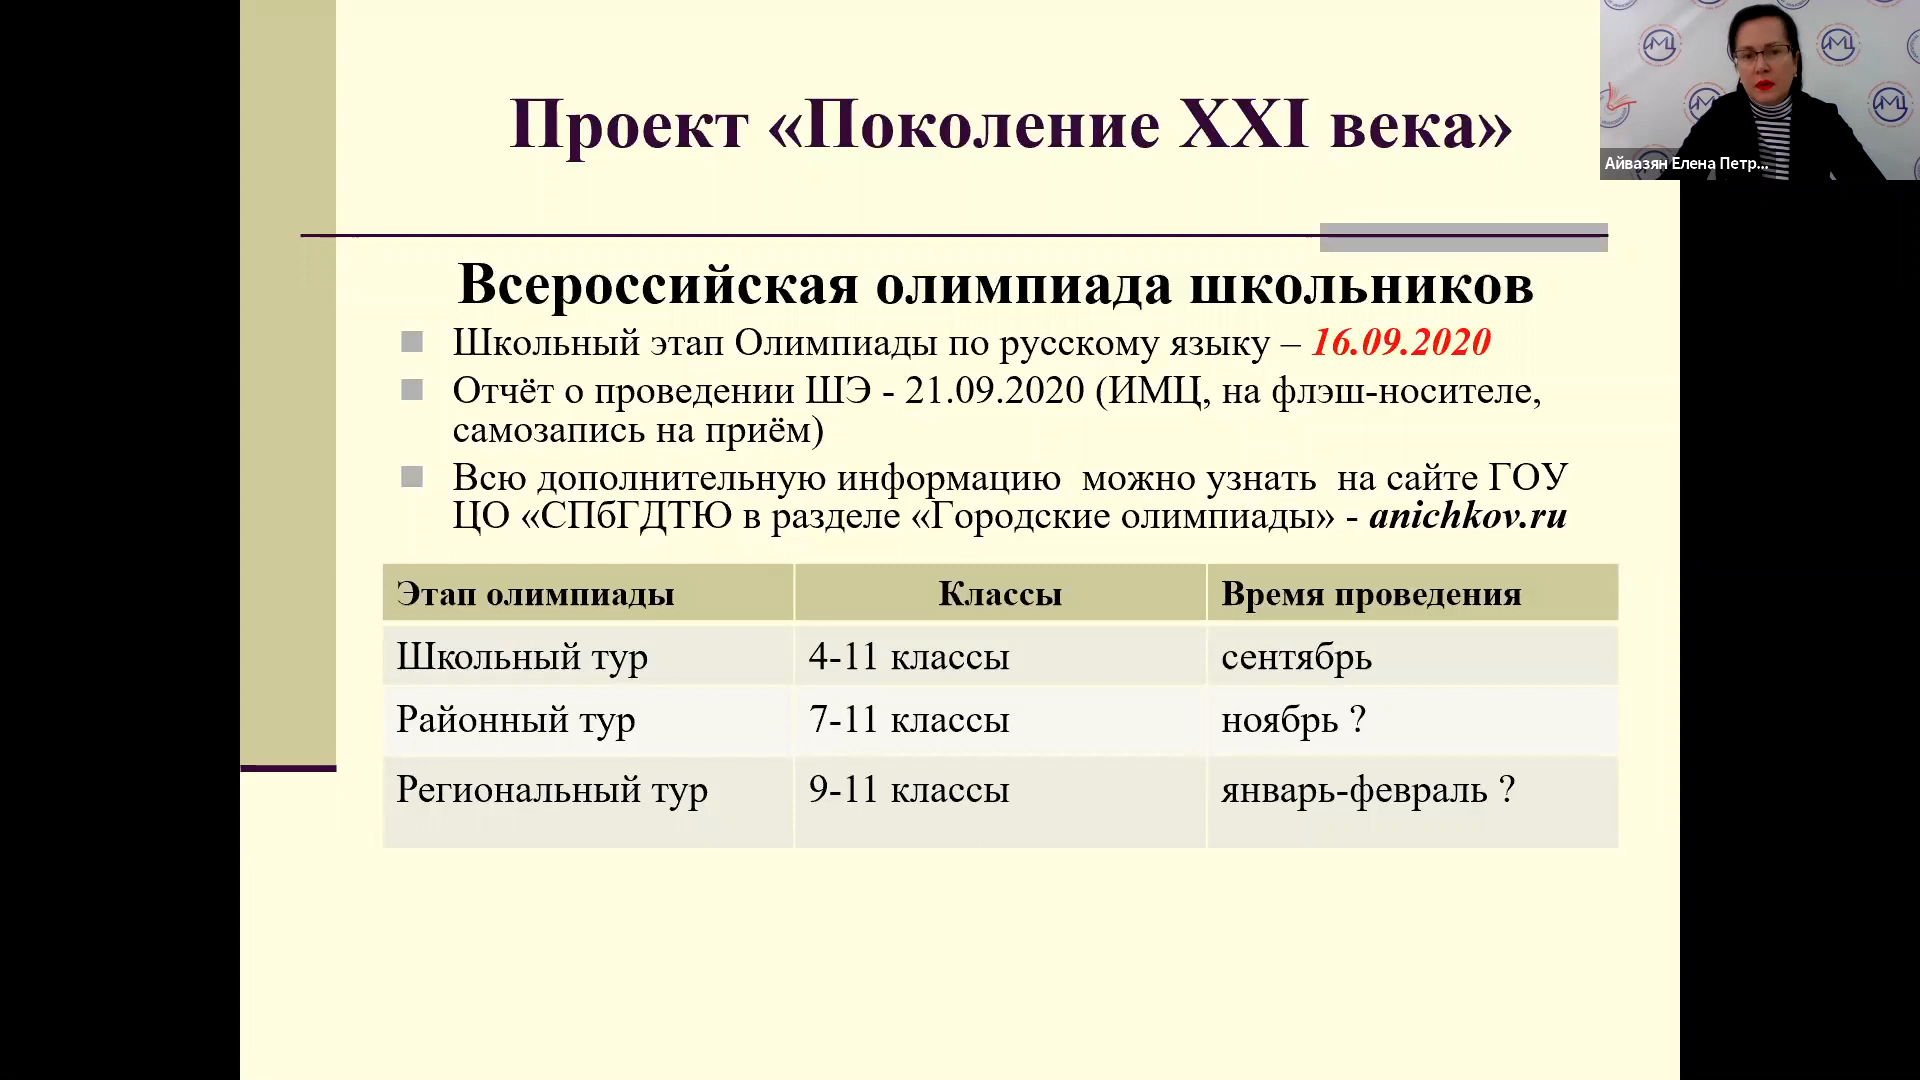 Проект «Поколение XXI века»
Айвазян Елена Петр...
Всероссийская олимпиада школьников
Школьный этап Олимпиады по русскому языку – 16.09.2020
Отчёт о проведении ШЭ - 21.09.2020 (ИМЦ, на флэш-носителе,
самозапись на приём)
Всю дополнительную информацию  можно узнать  на сайте ГОУ
ЦО «СПбГДТЮ в разделе «Городские олимпиады» - anichkov.ru
Этап олимпиады Классы Время проведения
Школьный тур 4-11 классы сентябрь
Районный тур 7-11 классы ноябрь ?
Региональный тур 9-11 классы январь-февраль ?